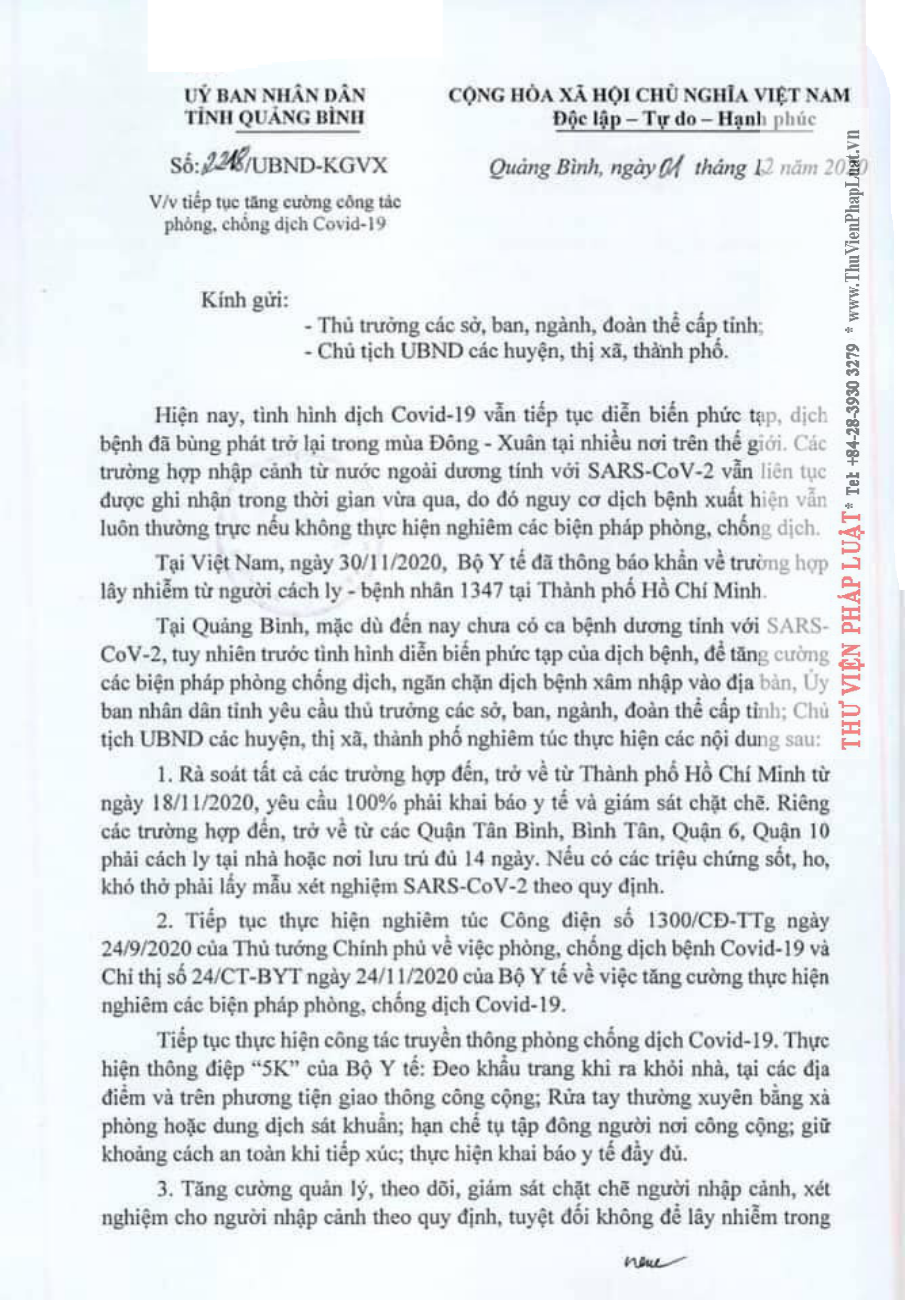 UỶ BAN NHÂN DÂN
TỈNH QUẢNG BÌNH
CỘNG HÒA XÃ HỘI CHỦ NGHĨA VIỆT NAM
Độc lập – Tự do – Hạnh phúc
Số: 2218/UBND-KGVX
Quảng Bình, ngày 01 tháng 12 năm 2020
V/v tiếp tục tăng cường công tác
phòng, chống dịch Covid-19
Kính gửi:
- Thủ trưởng các sở, ban, ngành, đoàn thể cấp tỉnh;
- Chủ tịch UBND các huyện, thị xã, thành phố.
Hiện nay, tình hình dịch Covid-19 vẫn tiếp tục diễn biến phức tạp, dịch
bệnh đã bùng phát trở lại trong mùa Đông - Xuân tại nhiều nơi trên thế giới. Các
trường hợp nhập cảnh từ nước ngoài dương tính với SARS-CoV-2 vẫn liên tục
được ghi nhận trong thời gian vừa qua, do đó nguy cơ dịch bệnh xuất hiện vẫn
luôn thường trực nếu không thực hiện nghiêm các biện pháp phòng, chống dịch.
Tại Việt Nam, ngày 30/11/2020, Bộ Y tế đã thông báo khẩn về trường hợp
lây nhiễm từ người cách ly - bệnh nhân 1347 tại Thành phố Hồ Chí Minh.
Tại Quảng Bình, mặc dù đến nay chưa có ca bệnh dương tính với SARS-
CoV-2, tuy nhiên trước tình hình diễn biến phức tạp của dịch bệnh, để tăng cường
các biện pháp phòng chống dịch, ngăn chặn dịch bệnh xâm nhập vào địa bàn, Ủy
ban nhân dân tỉnh yêu cầu thủ trưởng các sở, ban, ngành, đoàn thể cấp tỉnh; Chủ
tịch UBND các huyện, thị xã, thành phố nghiêm túc thực hiện các nội dung sau:
1. Rà soát tất cả các trường hợp đến, trở về từ Thành phố Hồ Chí Minh từ
ngày 18/11/2020, yêu cầu 100% phải khai báo y tế và giám sát chặt chẽ. Riêng
các trường hợp đến, trở về từ các Quận Tân Bình, Bình Tân, Quận 6, Quận 10
phải cách ly tại nhà hoặc nơi lưu trú đủ 14 ngày. Nếu có các triệu chứng sốt, ho,
khó thở phải lấy mẫu xét nghiệm SARS-CoV-2 theo quy định.
2. Tiếp tục thực hiện nghiêm túc Công điện số 1300/CĐ-TTg ngày
24/9/2020 của Thủ tướng Chính phủ về việc phòng, chống dịch bệnh Covid-19 và
Chỉ thị số 24/CT-BYT ngày 24/11/2020 của Bộ Y tế về việc tăng cường thực hiện
nghiêm các biện pháp phòng, chống dịch Covid-19.
Tiếp tục thực hiện công tác truyền thông phòng chống dịch Covid-19. Thực
hiện thông điệp “5K” của Bộ Y tế: Đeo khẩu trang khi ra khỏi nhà, tại các địa
điểm và trên phương tiện giao thông công cộng; Rửa tay thường xuyên bằng xà
phòng hoặc dung dịch sát khuẩn; hạn chế tụ tập đông người nơi công cộng; giữ
khoảng cách an toàn khi tiếp xúc; thực hiện khai báo y tế đầy đủ.
3. Tăng cường quản lý, theo dõi, giám sát chặt chẽ người nhập cảnh, xét
nghiệm cho người nhập cảnh theo quy định, tuyệt đối không để lây nhiễm trong
THƯ VIỆN PHÁP LUẬT * Tel: +84-28-3930 3279 * www.ThuVienPhapLuat.vn